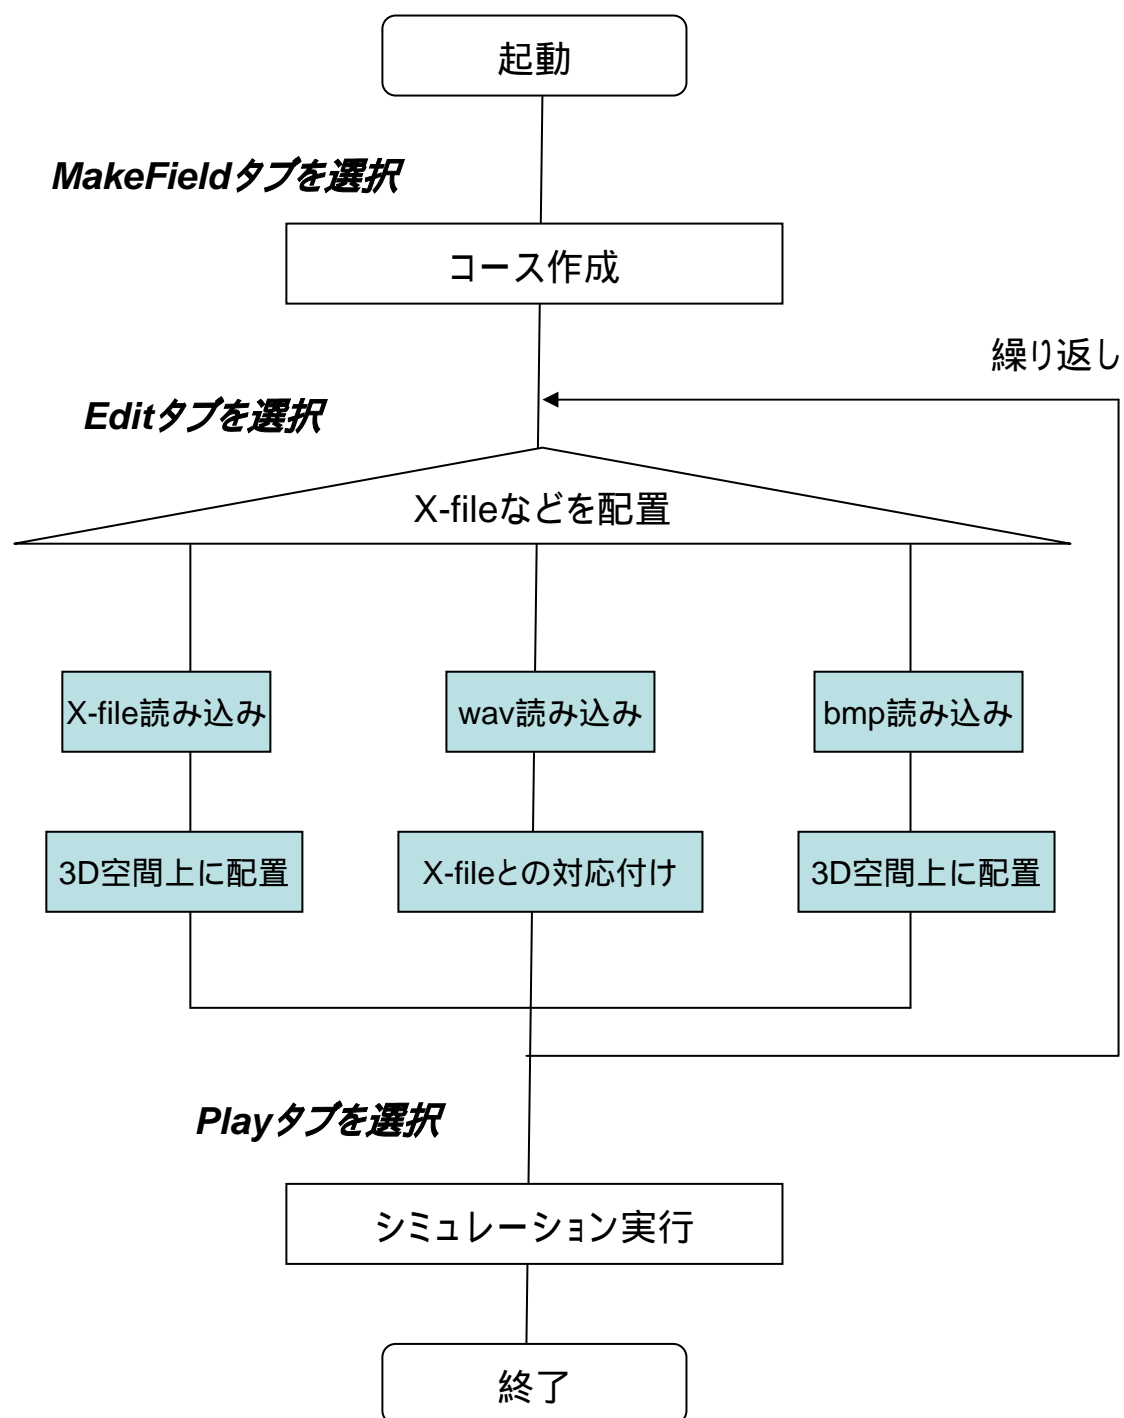 起動
MakeFieldタブを選択
コース作成
繰り返し
Editタブを選択
X-fileなどを配置
X-file読み込み
wav読み込み
bmp読み込み
3D空間上に配置
X-fileとの対応付け
3D空間上に配置
Playタブを選択
シミュレーション実行
終了